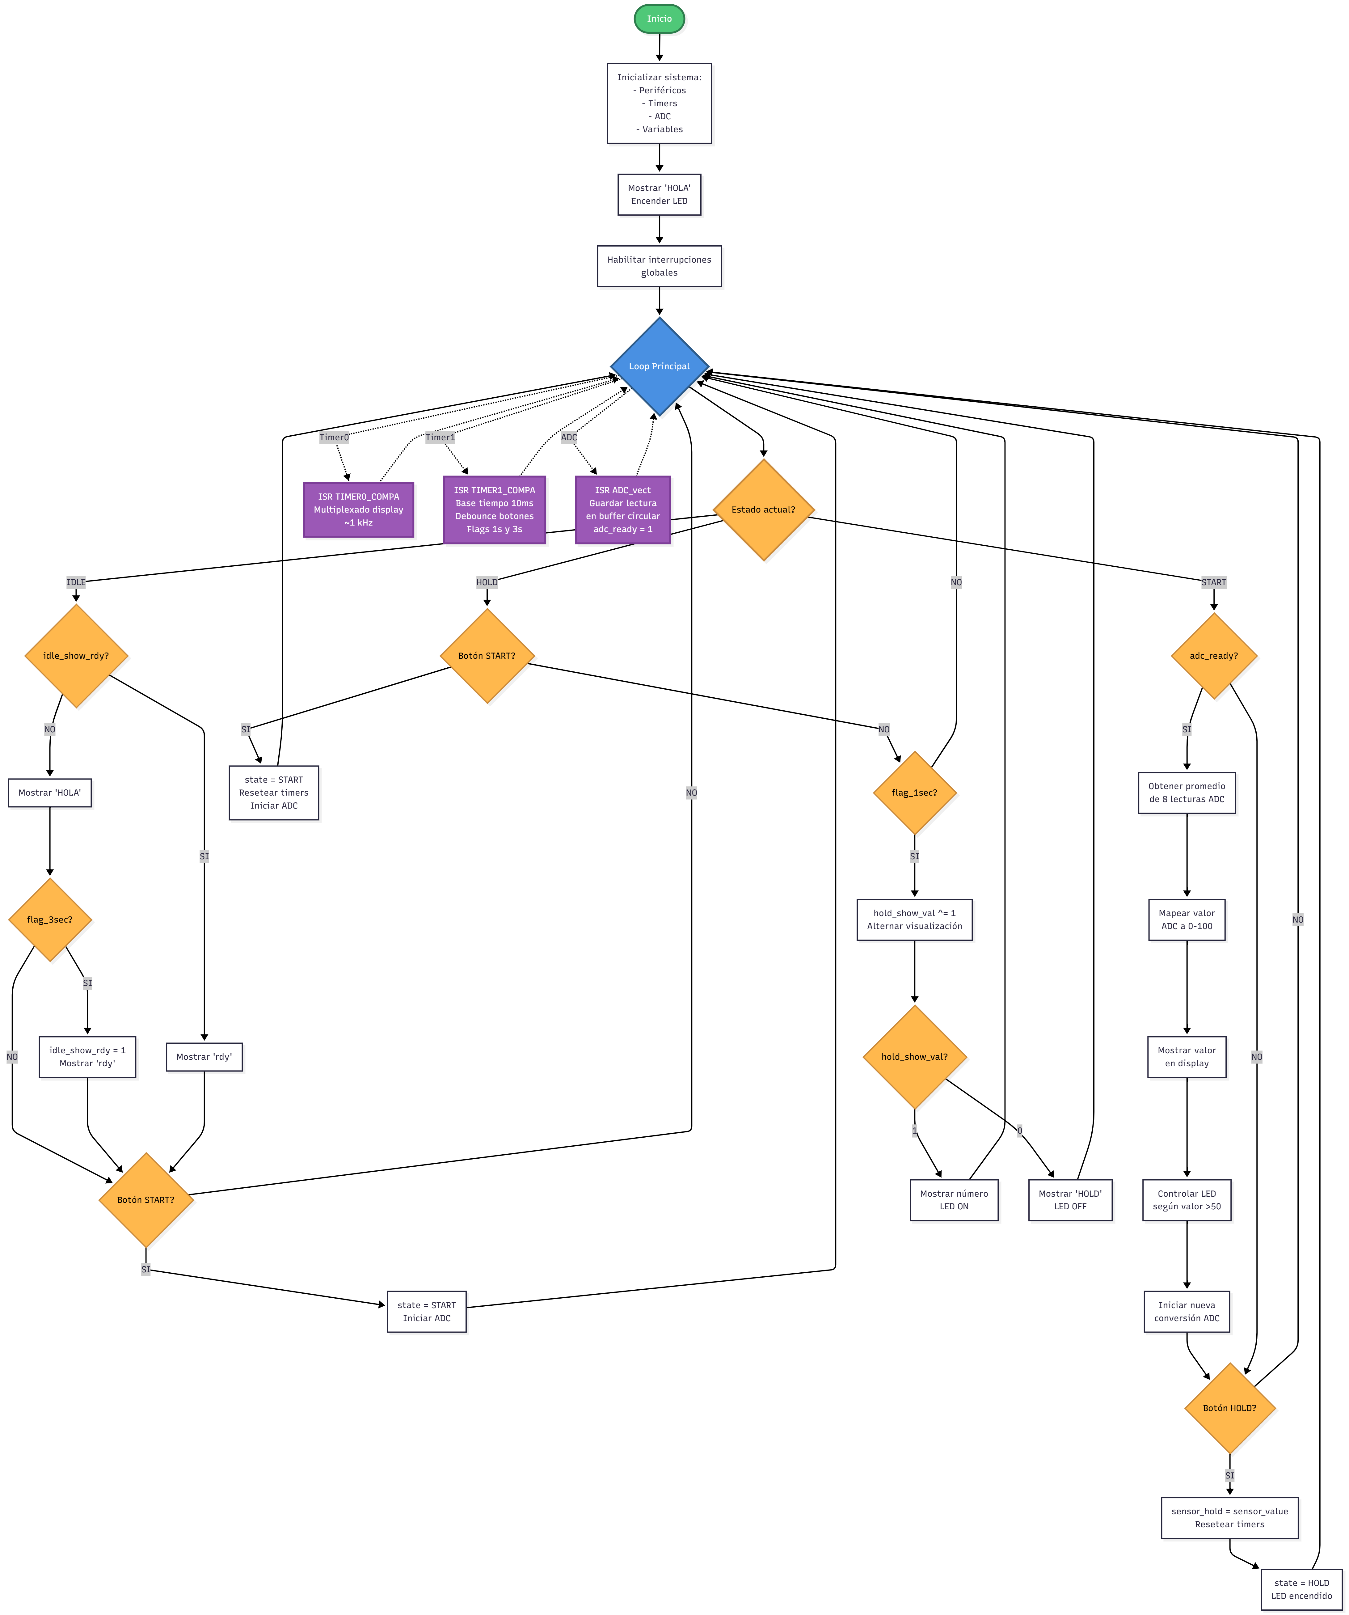 Inicio
Inicializar sistema:
- Periféricos
- Timers
- ADC
- Variables
Mostrar 'HOLA'
Encender LED
Habilitar interrupciones
globales
Loop Principal
Timer0
Timer1
ADC
ISR TIMER0_COMPA
Multiplexado display
~1 kHz
ISR TIMER1_COMPA
Base tiempo 10ms
Debounce botones
Flags 1s y 3s
ISR ADC_vect
Guardar lectura
en buffer circular
adc_ready = 1
Estado actual?
IDLE
HOLD
NO
START
idle_show_rdy?
Botón START?
adc_ready?
NO
SI
NO
SI
Mostrar 'HOLA'
state = START
Resetear timers
Iniciar ADC
NO
flag_1sec?
Obtener promedio
de 8 lecturas ADC
SI
SI
flag_3sec?
hold_show_val ^= 1
Alternar visualización
Mapear valor
ADC a 0-100
NO
SI
NO
idle_show_rdy = 1
Mostrar 'rdy'
Mostrar 'rdy'
hold_show_val?
Mostrar valor
en display
NO
1
0
Botón START?
Mostrar número
LED ON
Mostrar 'HOLD'
LED OFF
Controlar LED
según valor >50
SI
state = START
Iniciar ADC
Iniciar nueva
conversión ADC
Botón HOLD?
SI
sensor_hold = sensor_value
Resetear timers
state = HOLD
LED encendido